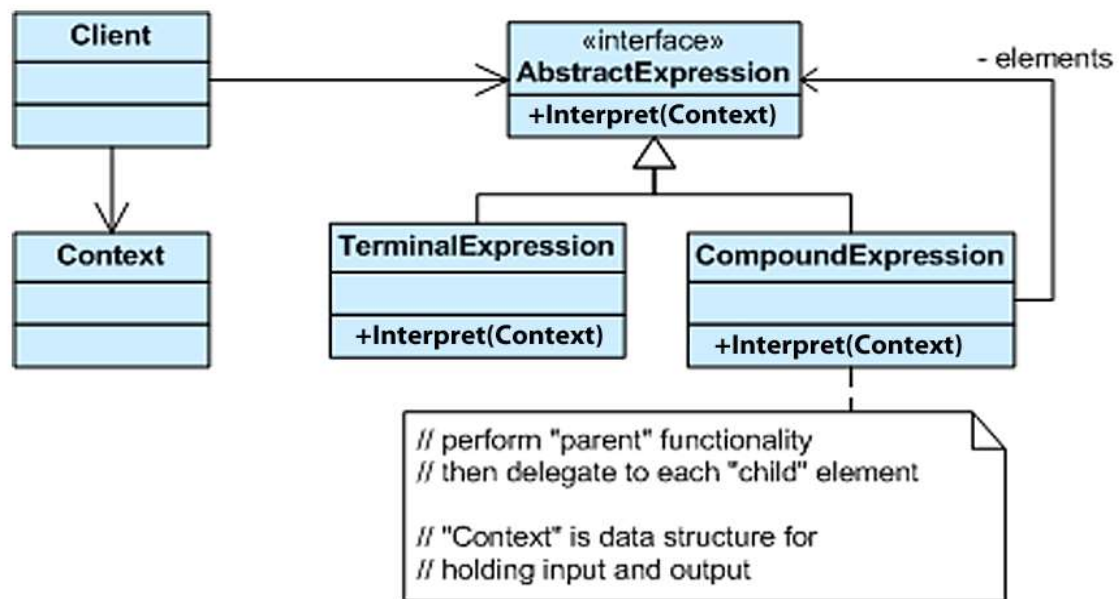 Client
«interface»
AbstractExpression
+Interpret(Context)
- elements
Context
TerminalExpression
+Interpret(Context)
CompoundExpression
+Interpret(Context)
// perform "parent" functionality
// then delegate to each "child" element
// "Context" is data structure for
// holding input and output